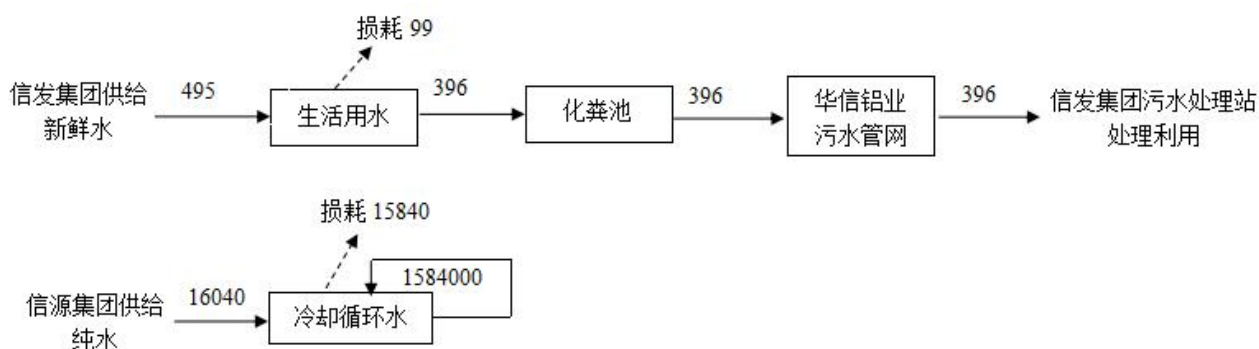 损耗 99
信发集团供给
新鲜水
495
生活用水
396
化粪池
396
华信铝业
污水管网
396
信发集团污水处理站
处理利用
损耗 15840
信源集团供给
纯水
16040
冷却循环水
1584000